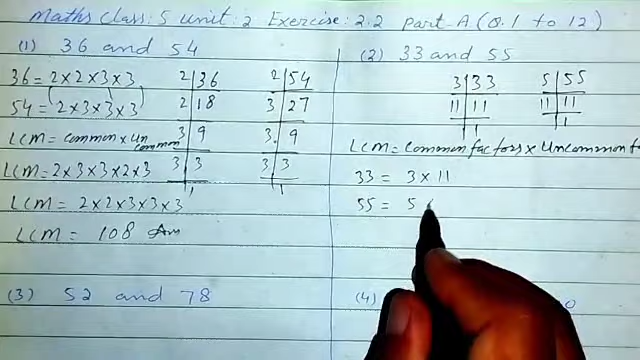 Maths Class: 5 unit: 2 Exercise: 2.2 part A. (Q.1 to 12)
(1) 36 and 54
36 = 2×2×3×3
54 = 2×3×3×3
LCM = common × Un common
LCM = 2×3×3×2×3
LCM = 2×2×3×3×3
LCM = 108 Am
2 | 36
2 | 18
3 | 9
3 | 3
1
2 | 54
3 | 27
3 | 9
3 | 3
1
(2) 33 and 55
3 | 33
11 | 11
1
5 | 55
11 | 11
1
LCM = Common factors × Uncommon
33 = 3 × 11
55 = 5
(3) 52 and 78
(4)